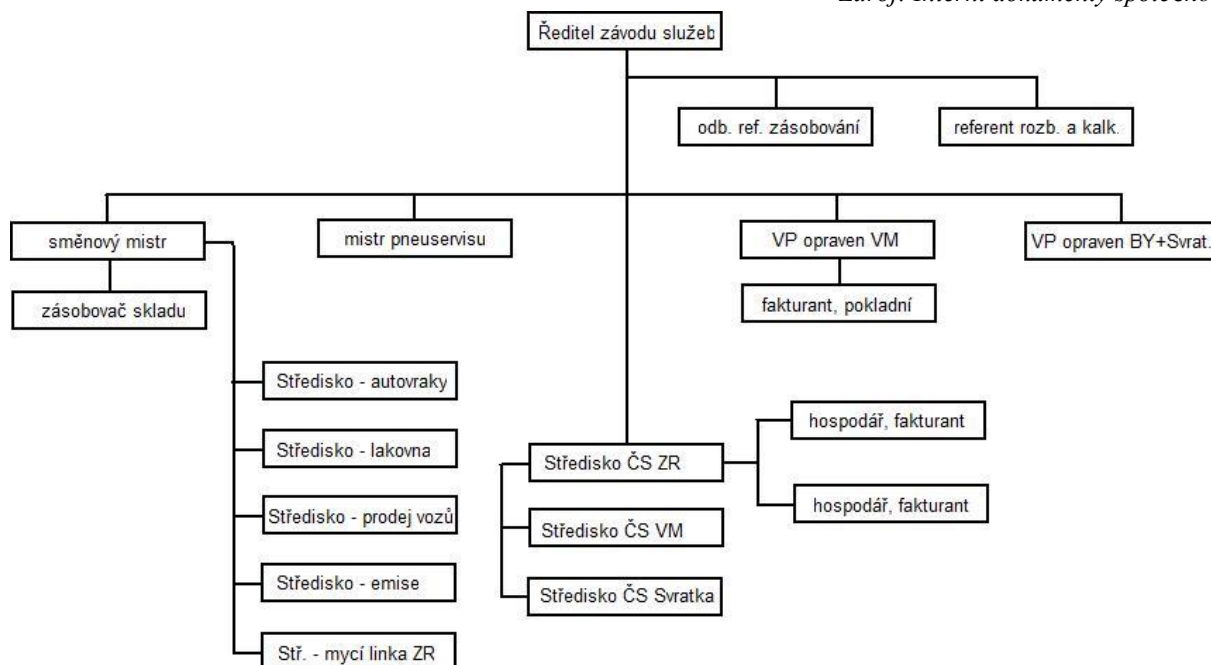 Ředitel závodu služeb
odb. ref. zásobování
referent rozb. a kalk.
směnový mistr
mistr pneuservisu
VP opraven VM
VP opraven BY+Svrat.
zásobovač skladu
fakturant, pokladní
Středisko - autovraky
Středisko - lakovna
Středisko - prodej vozů
Středisko - emise
Stř. - mycí linka ZR
Středisko ČS ZR
Středisko ČS VM
Středisko ČS Svratka
hospodář, fakturant
hospodář, fakturant